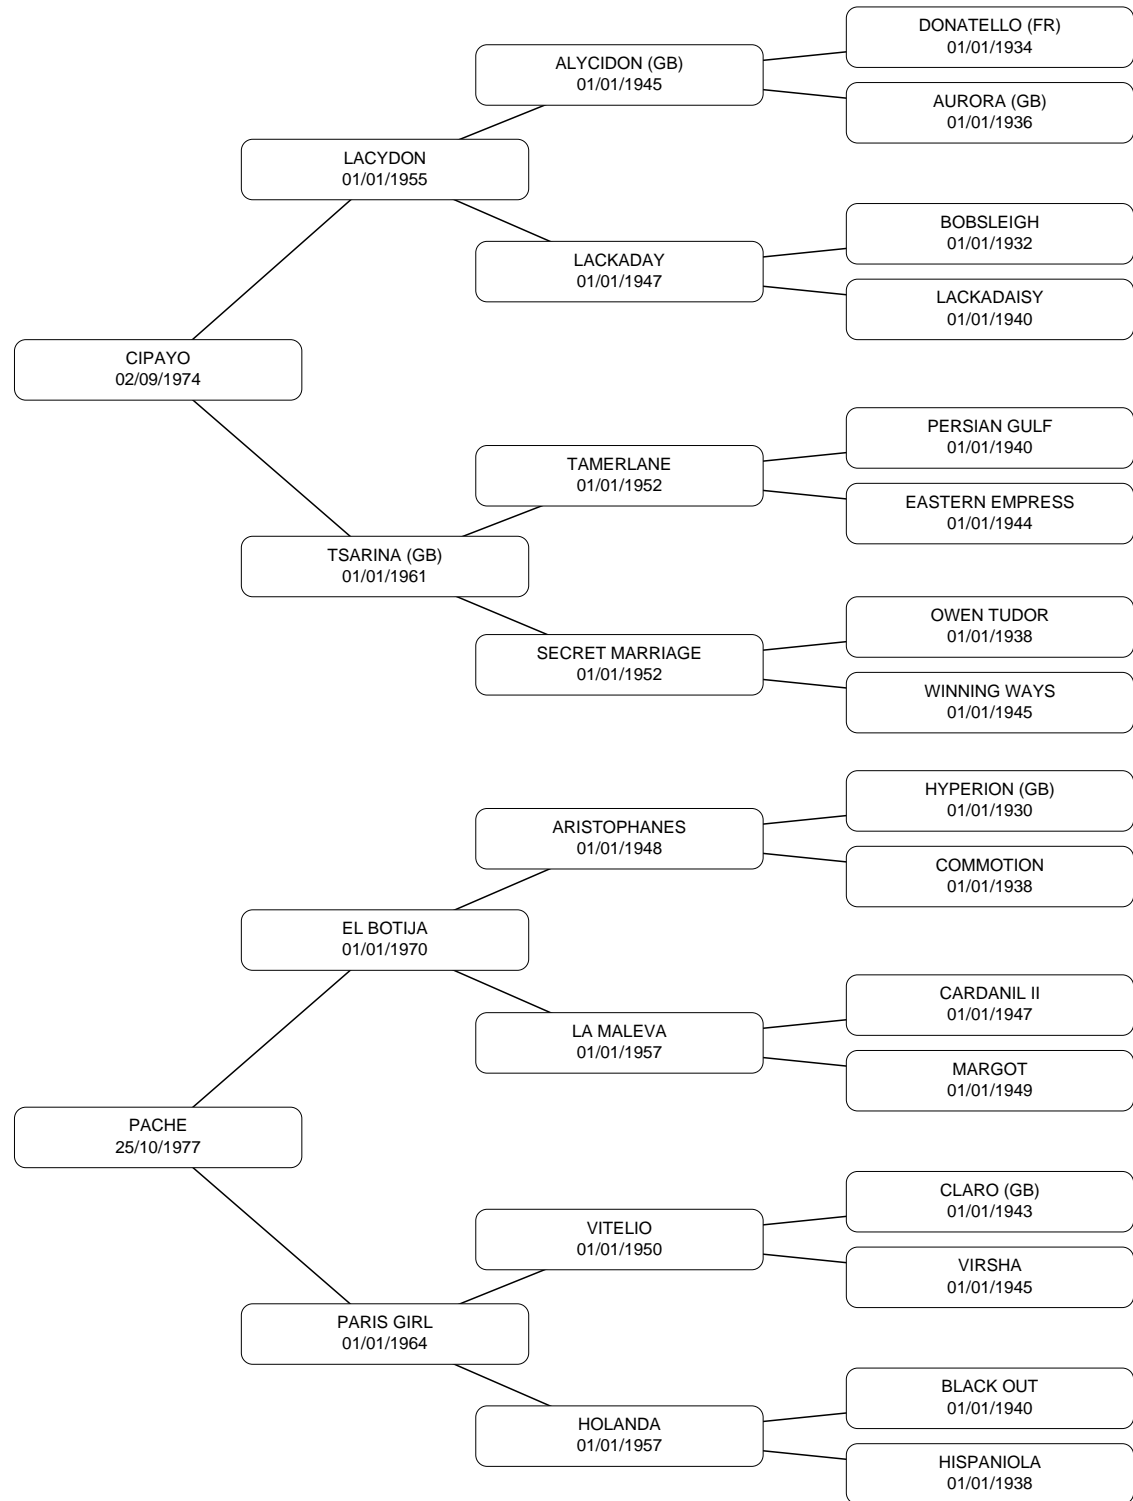 DONATELLO (FR)
01/01/1934
ALYCIDON (GB)
01/01/1945
AURORA (GB)
01/01/1936
LACYDON
01/01/1955
BOBSLEIGH
01/01/1932
LACKADAY
01/01/1947
LACKADAISY
01/01/1940
CIPAYO
02/09/1974
PERSIAN GULF
01/01/1940
TAMERLANE
01/01/1952
EASTERN EMPRESS
01/01/1944
TSARINA (GB)
01/01/1961
OWEN TUDOR
01/01/1938
SECRET MARRIAGE
01/01/1952
WINNING WAYS
01/01/1945
HYPERION (GB)
01/01/1930
ARISTOPHANES
01/01/1948
COMMOTION
01/01/1938
EL BOTIJA
01/01/1970
CARDANIL II
01/01/1947
LA MALEVA
01/01/1957
MARGOT
01/01/1949
PACHE
25/10/1977
CLARO (GB)
01/01/1943
VITELIO
01/01/1950
VIRSHA
01/01/1945
PARIS GIRL
01/01/1964
BLACK OUT
01/01/1940
HOLANDA
01/01/1957
HISPANIOLA
01/01/1938